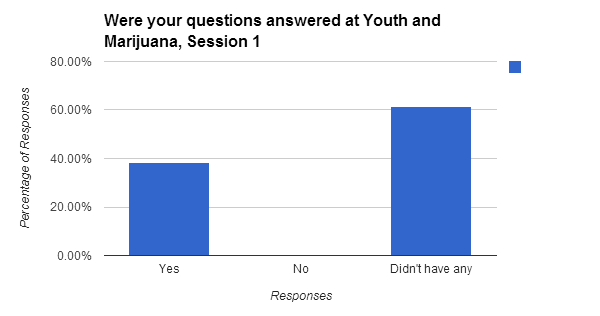 Were your questions answered at Youth and
Marijuana, Session 1
80.00%
60.00%
40.00%
20.00%
0.00%
Percentage of Responses
Yes
No
Didn't have any
Responses